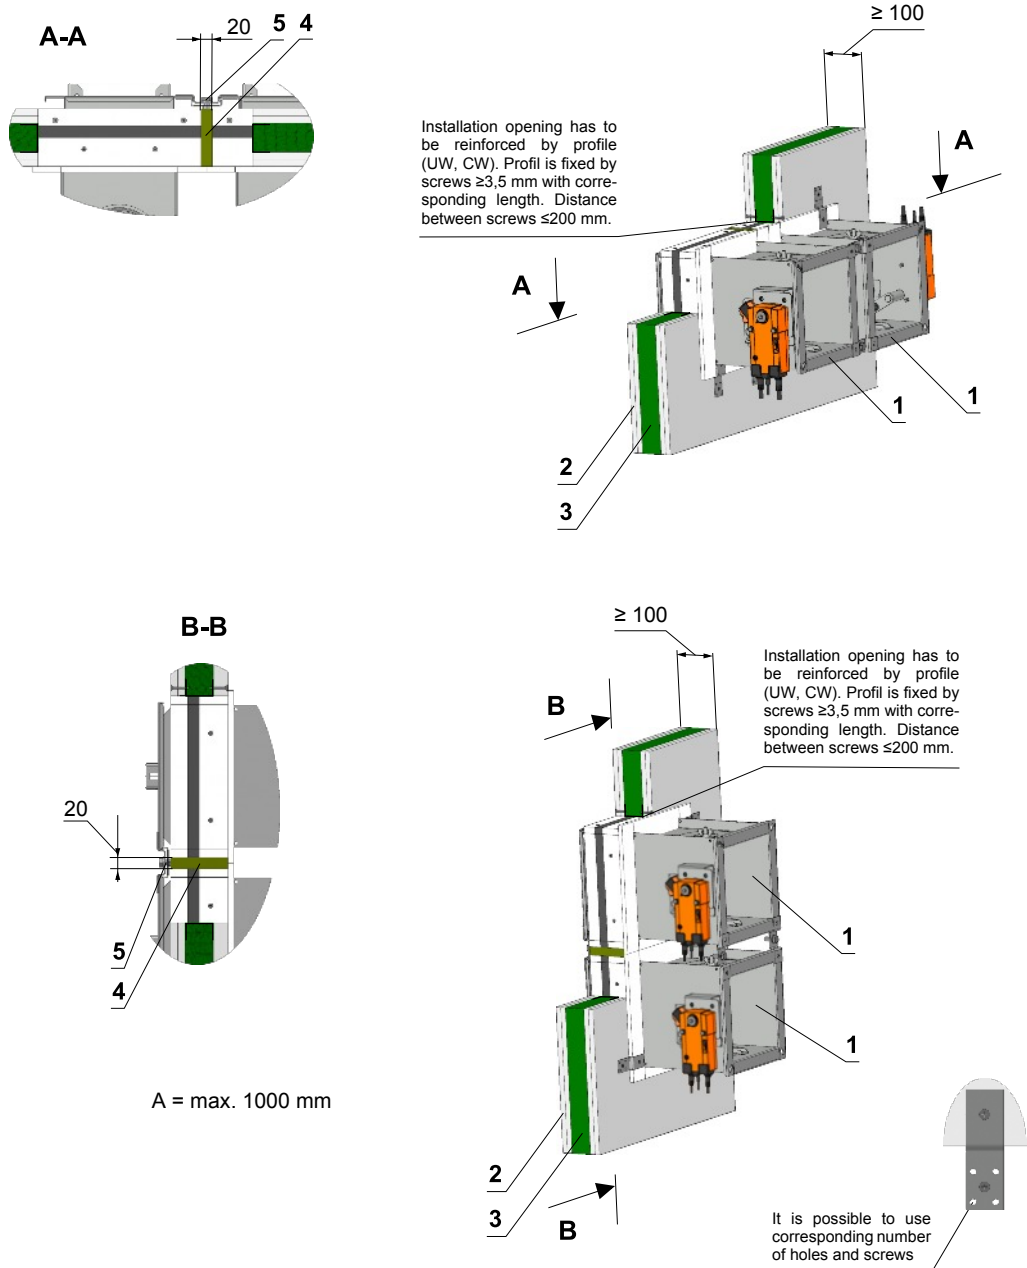 A-A
20
5
4
≥ 100
Installation opening has to
be reinforced by profile
(UW, CW). Profil is fixed by
screws ≥3,5 mm with corre-
sponding length. Distance
between screws ≤200 mm.
A
A
1
1
2
3
B-B
≥ 100
Installation opening has to
be reinforced by profile
(UW, CW). Profil is fixed by
screws ≥3,5 mm with corre-
sponding length. Distance
between screws ≤200 mm.
B
20
5
4
1
1
A = max. 1000 mm
2
3
B
It is possible to use
corresponding number
of holes and screws